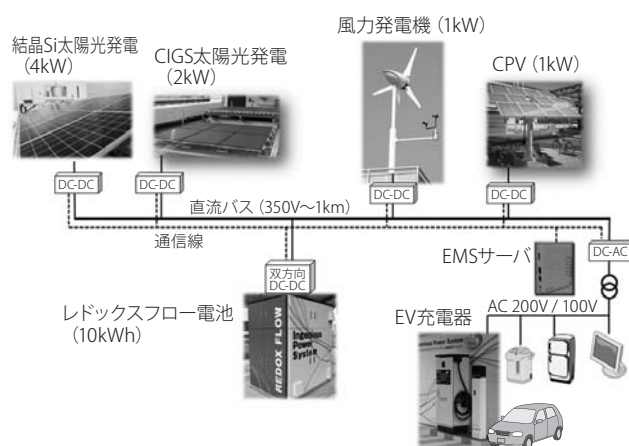 風力発電機（1kW）
結晶Si太陽光発電
（4kW）
CIGS太陽光発電
（2kW）
CPV（1kW）
DC-DC
DC-DC
DC-DC
DC-DC
直流バス（350V〜1km）
通信線
EMSサーバ
DC-AC
双方向
DC-DC
レドックスフロー電池
（10kWh）
AC 200V / 100V
EV充電器
REDOX FLOW
Ingenious
Power
System